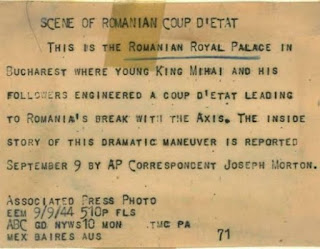 SCENE OF ROMANIAN COUP D'ETAT
THIS IS THE ROMANIAN ROYAL PALACE IN
BUCHAREST WHERE YOUNG KING MIHAI AND HIS
FOLLOWERS ENGINEERED A COUP D'ETAT LEADING
TO ROMANIA'S BREAK WITH THE AXIS. THE INSIDE
STORY OF THIS DRAMATIC MANEUVER IS REPORTED
SEPTEMBER 9 BY AP CORRESPONDENT JOSEPH MORTON.
ASSOCIATED PRESS PHOTO
EEM 9/9/44 510P FLS
ABC GD NYWS 10 MON TMC PA
MEX BAIRES AUS 71